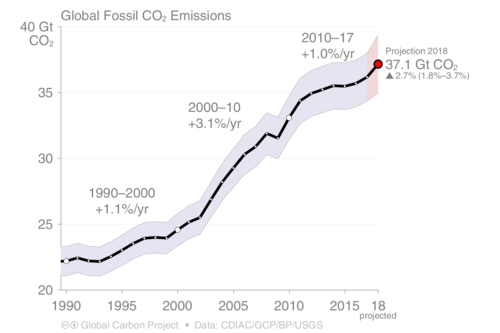 Global Fossil CO₂ Emissions
40 Gt
CO₂
2010–17
+1.0%/yr
Projection 2018
37.1 Gt CO₂
▲ 2.7% (1.8%–3.7%)
35
2000–10
+3.1%/yr
30
1990–2000
+1.1%/yr
25
20
1990
1995
2000
2005
2010
2015
18
projected
Global Carbon Project • Data: CDIAC/GCP/BP/USGS